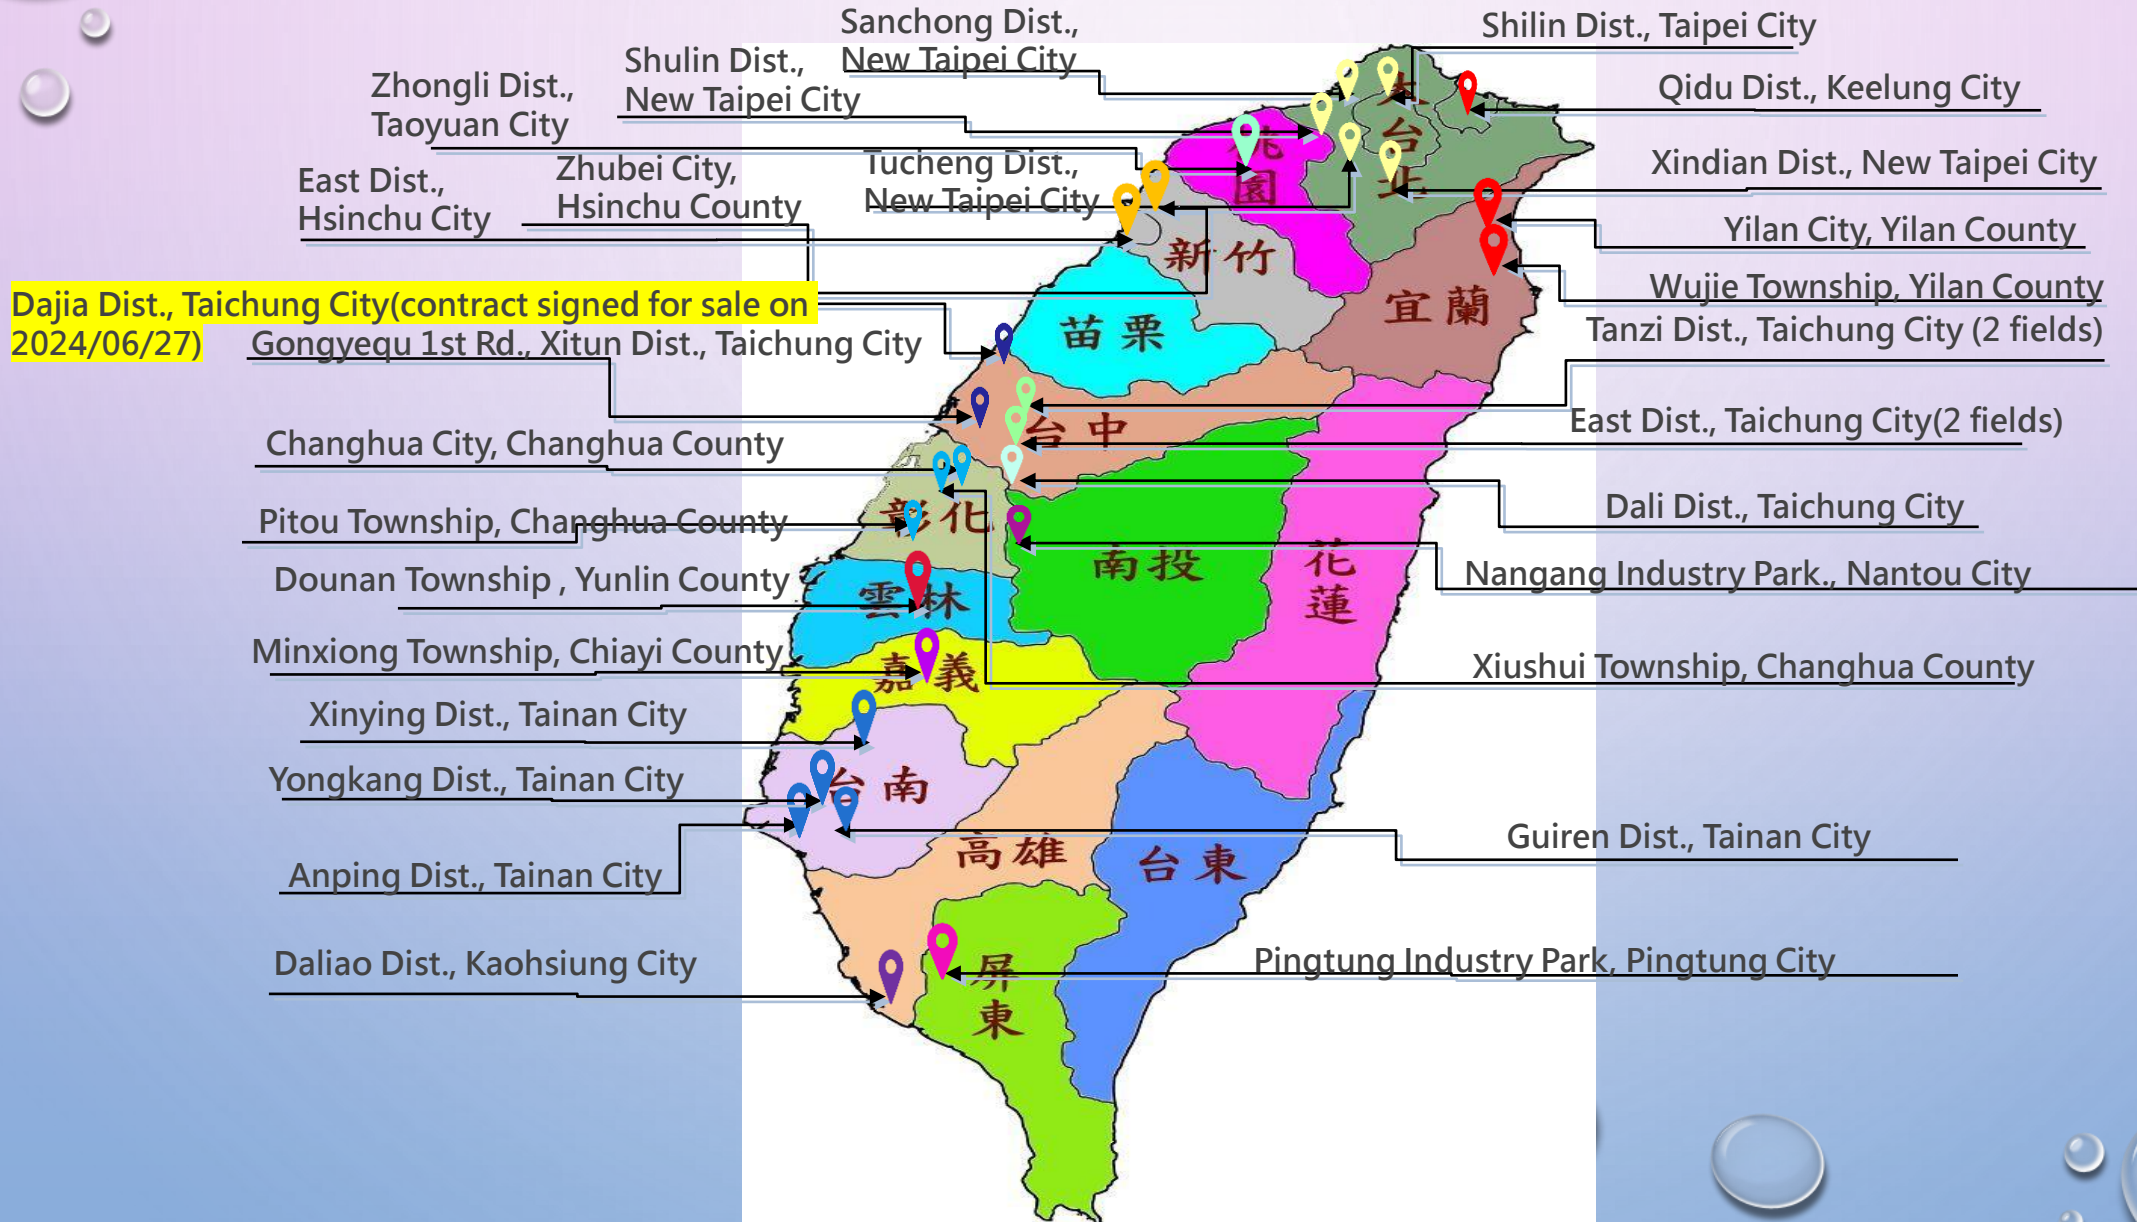 Sanchong Dist.,
New Taipei City
Shilin Dist., Taipei City
Shulin Dist.,
New Taipei City
Zhongli Dist.,
Taoyuan City
Qidu Dist., Keelung City
Zhubei City,
Hsinchu County
Tucheng Dist.,
New Taipei City
Xindian Dist., New Taipei City
East Dist.,
Hsinchu City
Yilan City, Yilan County
Wujie Township, Yilan County
Dajia Dist., Taichung City(contract signed for sale on
2024/06/27)
Gongyequ 1st Rd., Xitun Dist., Taichung City
Tanzi Dist., Taichung City (2 fields)
East Dist., Taichung City(2 fields)
Changhua City, Changhua County
Dali Dist., Taichung City
Pitou Township, Changhua County
Nangang Industry Park., Nantou City
Dounan Township , Yunlin County
Minxiong Township, Chiayi County
Xiushui Township, Changhua County
Xinying Dist., Tainan City
Yongkang Dist., Tainan City
Guiren Dist., Tainan City
Anping Dist., Tainan City
Daliao Dist., Kaohsiung City
Pingtung Industry Park, Pingtung City
大台北
桃園
新竹
宜蘭
苗栗
台中
彰化
南投
花蓮
雲林
嘉義
台南
高雄
台東
屏東